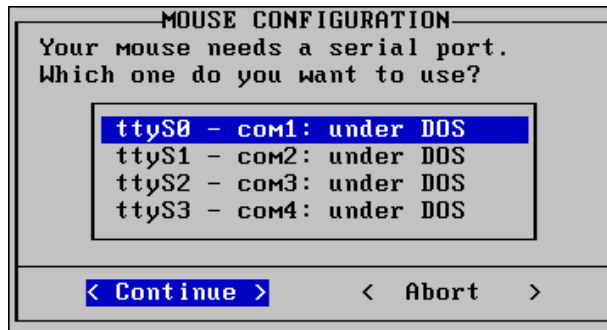 MOUSE CONFIGURATION
Your mouse needs a serial port.
Which one do you want to use?
ttyS0 - com1: under DOS
ttyS1 - com2: under DOS
ttyS2 - com3: under DOS
ttyS3 - com4: under DOS
< Continue > < Abort >